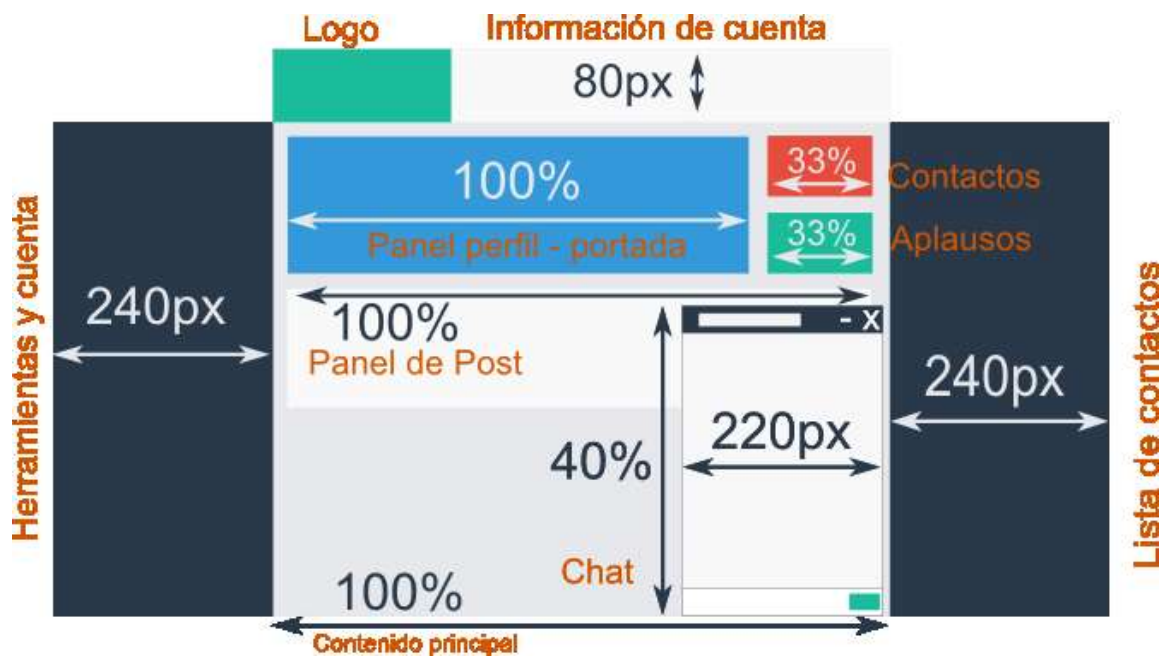 Logo
Información de cuenta
80px
100%
33%
Contactos
Panel perfil - portada
33%
Aplausos
Herramientas y cuenta
240px
100%
- X
Panel de Post
240px
Lista de contactos
220px
40%
Chat
100%
Contenido principal